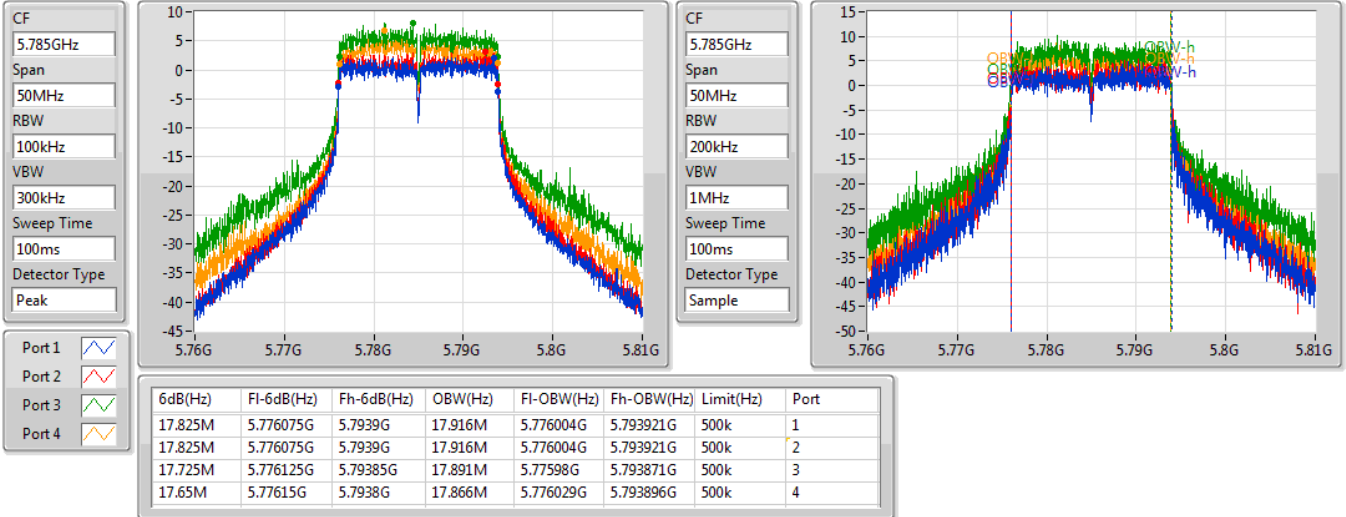 CF
5.785GHz
Span
50MHz
RBW
100kHz
VBW
300kHz
Sweep Time
100ms
Detector Type
Peak
10
5
0
-5
-10
-15
-20
-25
-30
-35
-40
-45
5.76G 5.77G 5.78G 5.79G 5.8G 5.81G
CF
5.785GHz
Span
50MHz
RBW
200kHz
VBW
1MHz
Sweep Time
100ms
Detector Type
Sample
15
10
5
0
-5
-10
-15
-20
-25
-30
-35
-40
-45
-50
OBW-h
5.76G 5.77G 5.78G 5.79G 5.8G 5.81G
Port 1
Port 2
Port 3
Port 4
6dB(Hz) Fl-6dB(Hz) Fh-6dB(Hz) OBW(Hz) Fl-OBW(Hz) Fh-OBW(Hz) Limit(Hz) Port
17.825M 5.776075G 5.7939G 17.916M 5.776004G 5.793921G 500k 1
17.825M 5.776075G 5.7939G 17.916M 5.776004G 5.793921G 500k 2
17.725M 5.776125G 5.79385G 17.891M 5.77598G 5.793871G 500k 3
17.65M 5.77615G 5.7938G 17.866M 5.776029G 5.793896G 500k 4